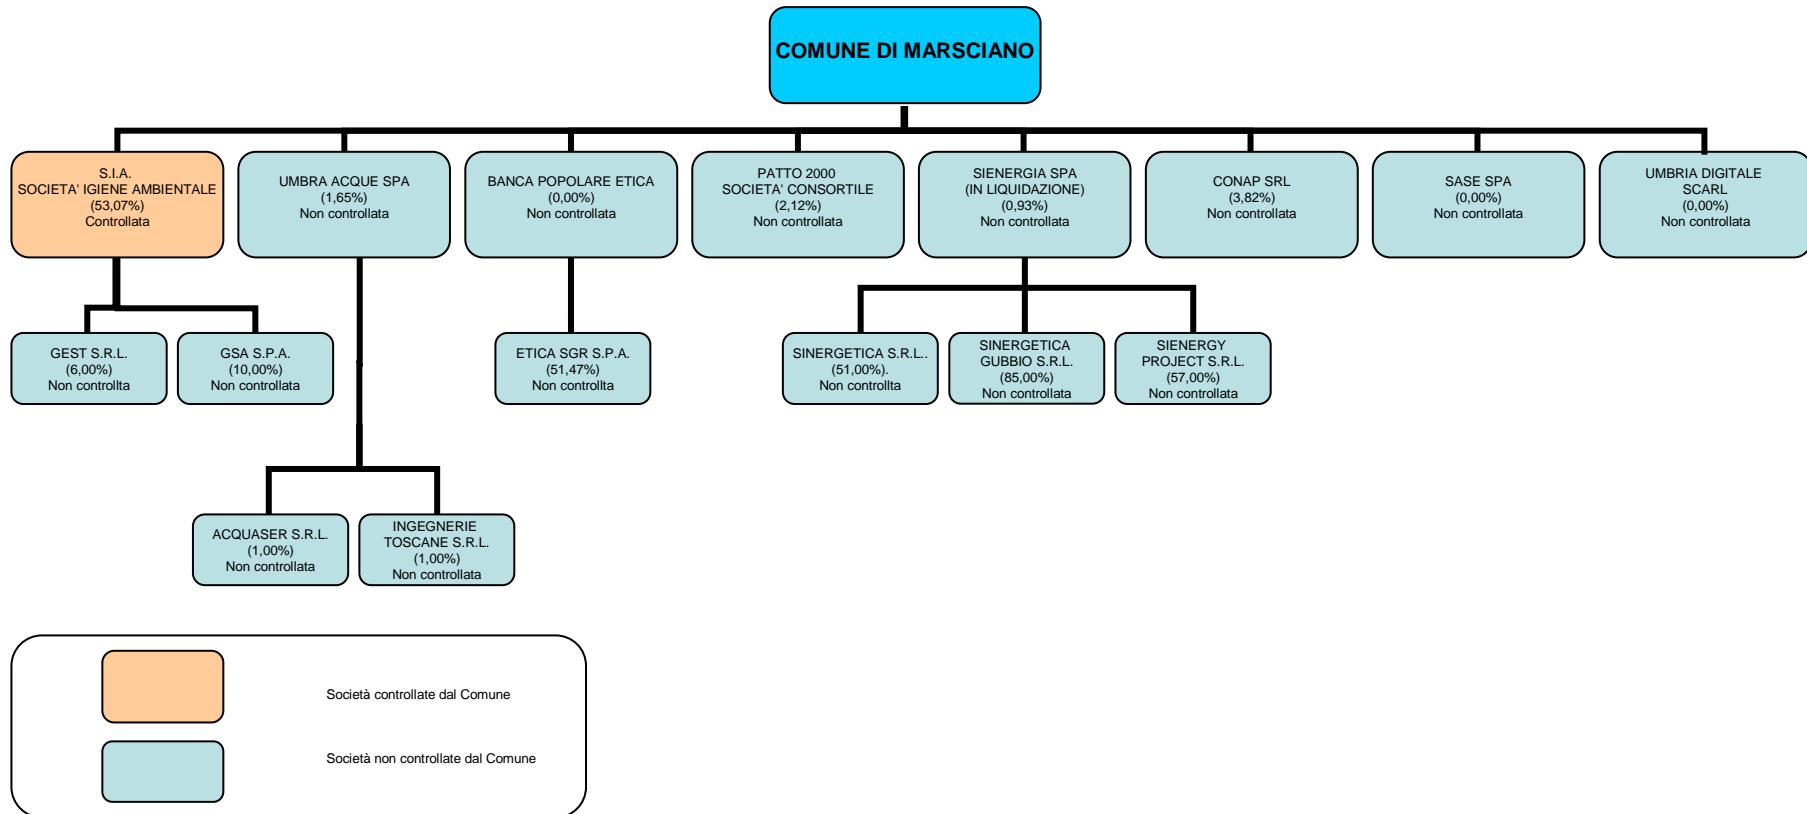 COMUNE DI MARSCIANO
S.I.A.
SOCIETA' IGIENE AMBIENTALE
(53,07%)
Controllata
UMBRA ACQUE SPA
(1,65%)
Non controllata
BANCA POPOLARE ETICA
(0,00%)
Non controllata
PATTO 2000
SOCIETA' CONSORTILE
(2,12%)
Non controllata
SIENERGIA SPA
(IN LIQUIDAZIONE)
(0,93%)
Non controllata
CONAP SRL
(3,82%)
Non controllata
SASE SPA
(0,00%)
Non controllata
UMBRIA DIGITALE
SCARL
(0,00%)
Non controllata
GEST S.R.L.
(6,00%)
Non controllta
GSA S.P.A.
(10,00%)
Non controllata
ETICA SGR S.P.A.
(51,47%)
Non controllta
SINERGETICA S.R.L..
(51,00%).
Non controllta
SINERGETICA
GUBBIO S.R.L.
(85,00%)
Non controllata
SIENERGY
PROJECT S.R.L.
(57,00%)
Non controllata
ACQUASER S.R.L.
(1,00%)
Non controllata
INGEGNERIE
TOSCANE S.R.L.
(1,00%)
Non controllata
Società controllate dal Comune
Società non controllate dal Comune